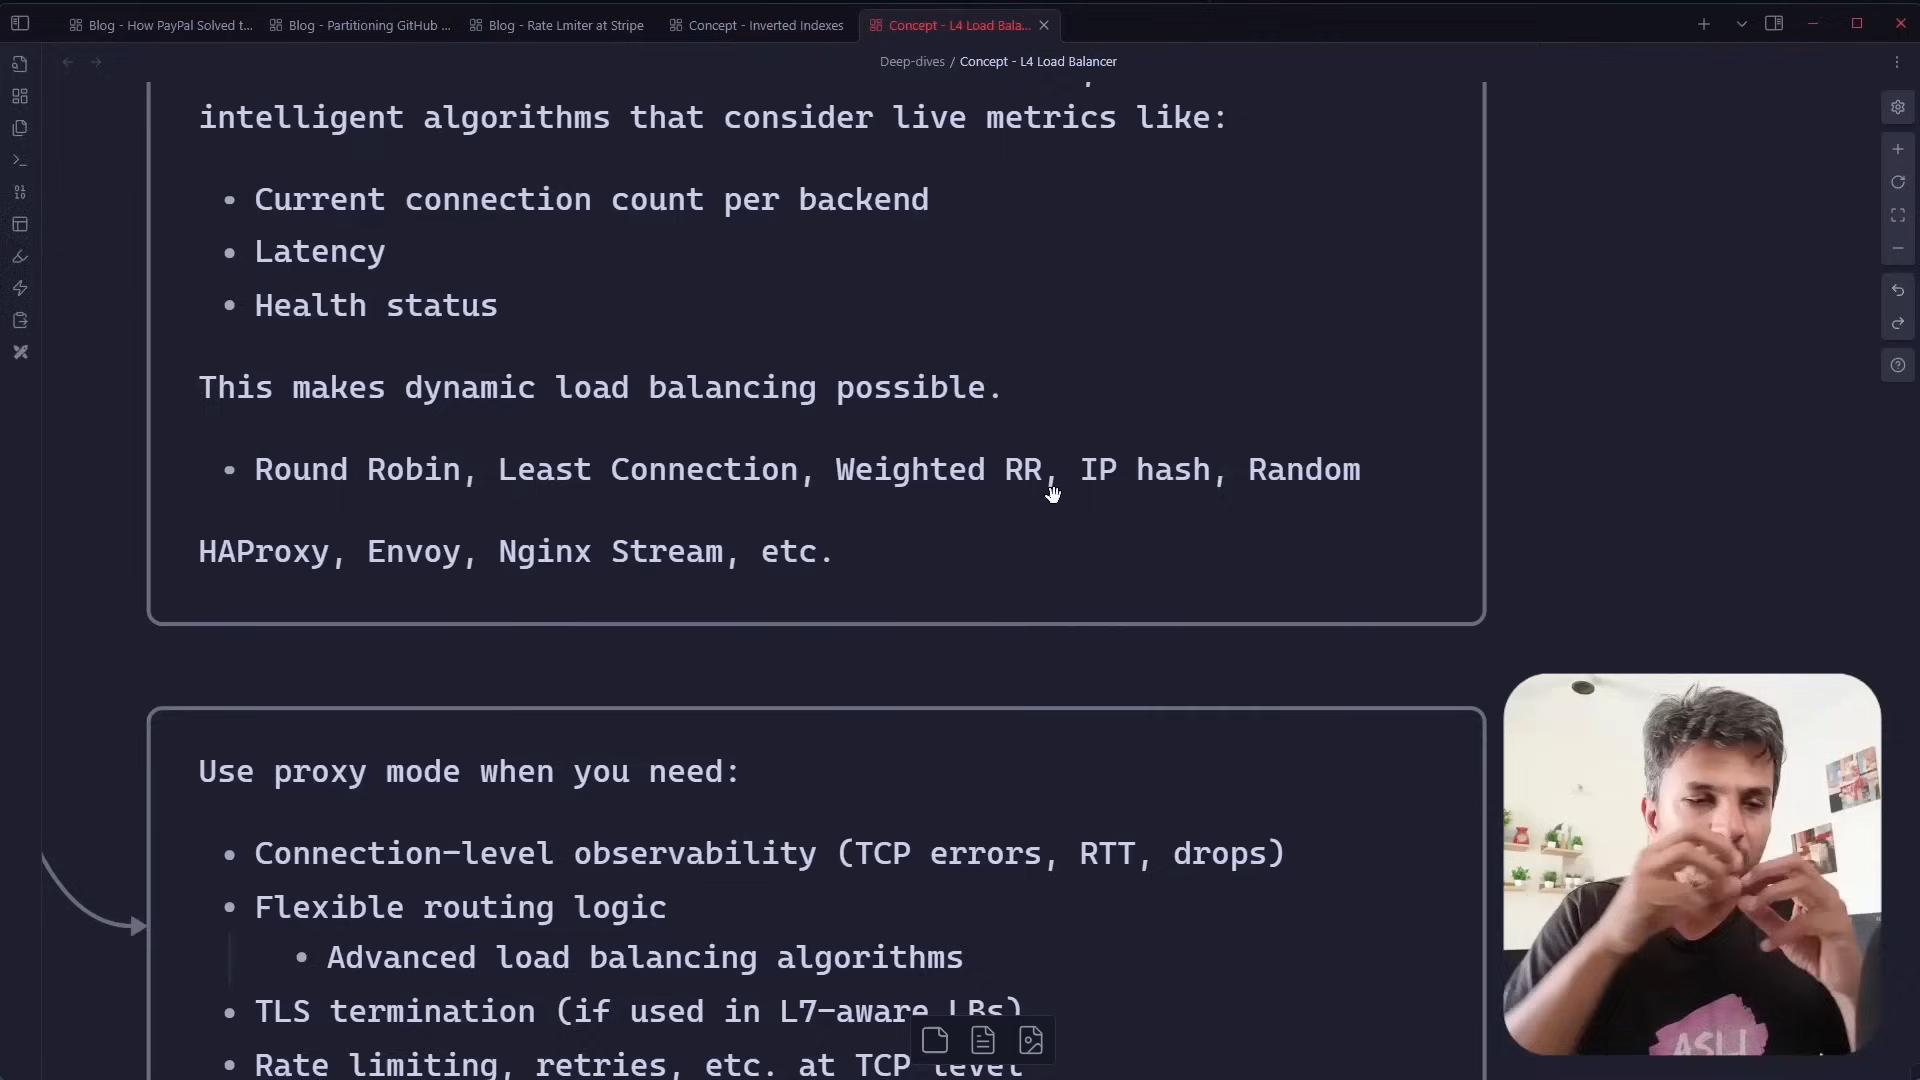 Blog - How PayPal Solved t...
Blog - Partitioning GitHub ...
Blog - Rate Lmiter at Stripe
Concept - Inverted Indexes
Concept - L4 Load Bala...
Deep-dives / Concept - L4 Load Balancer
intelligent algorithms that consider live metrics like:
• Current connection count per backend
• Latency
• Health status
This makes dynamic load balancing possible.
• Round Robin, Least Connection, Weighted RR, IP hash, Random
HAProxy, Envoy, Nginx Stream, etc.
Use proxy mode when you need:
• Connection-level observability (TCP errors, RTT, drops)
• Flexible routing logic
• Advanced load balancing algorithms
• TLS termination (if used in L7-aware LBs)
• Rate limiting, retries, etc. at TCP level